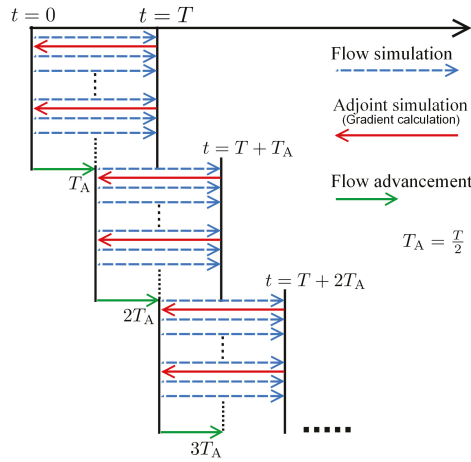 t = 0
t = T
Flow simulation
Adjoint simulation
(Gradient calculation)
t = T + T_A
T_A
Flow advancement
T_A = T/2
t = T + 2T_A
2T_A
3T_A